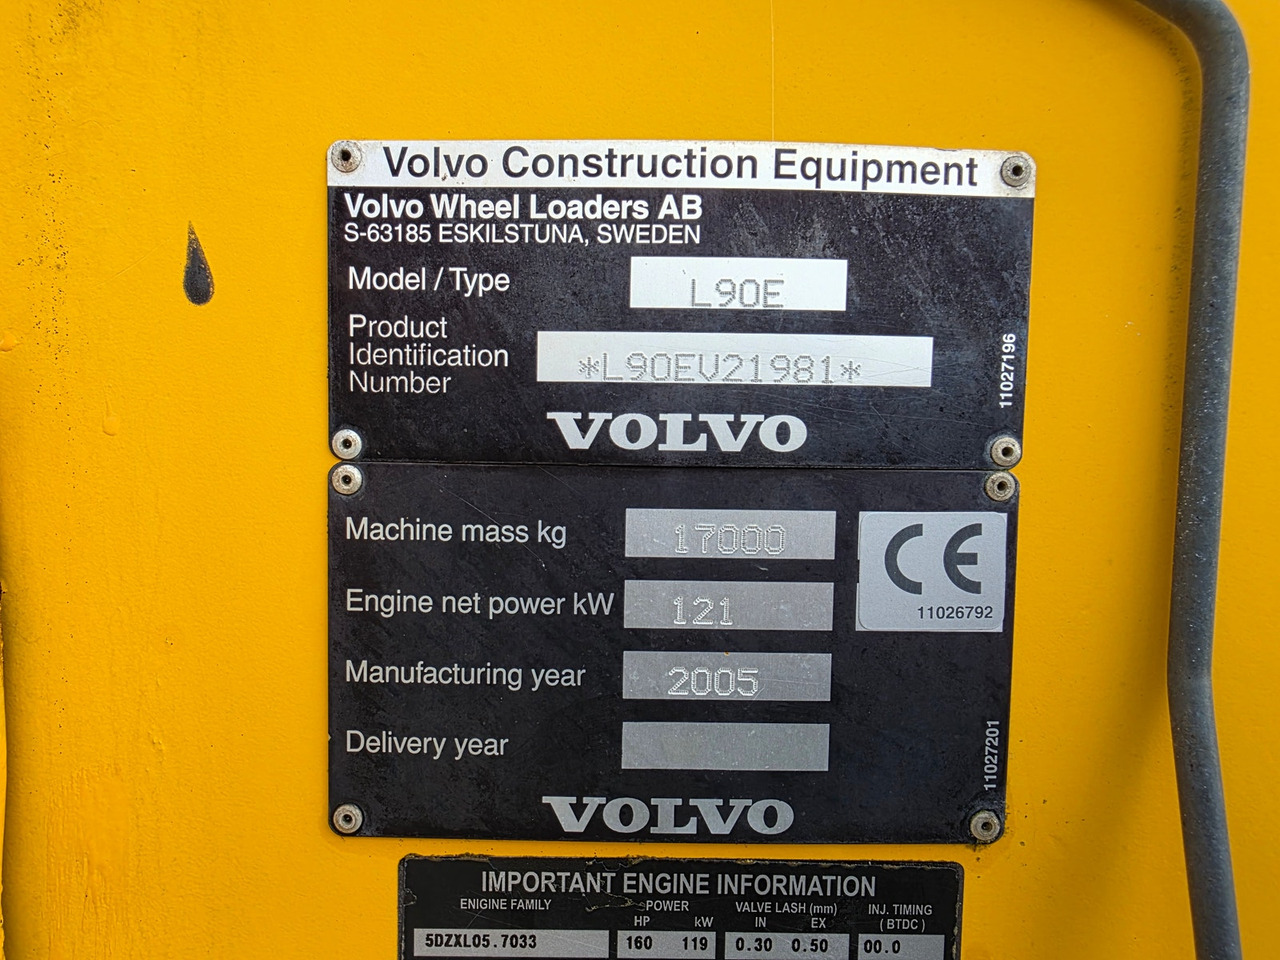 Volvo Construction Equipment
Volvo Wheel Loaders AB
S-63185 ESKILSTUNA, SWEDEN
Model / Type L90E
Product
Identification
Number *L90EV21981*
11027196
VOLVO
Machine mass kg 17000
CE
11026792
Engine net power kW 121
Manufacturing year 2005
Delivery year
11027201
VOLVO
IMPORTANT ENGINE INFORMATION
ENGINE FAMILY POWER VALVE LASH (mm) INJ. TIMING
HP kW IN EX (BTDC)
5DZXL05.7033 160 119 0.30 0.50 00.0